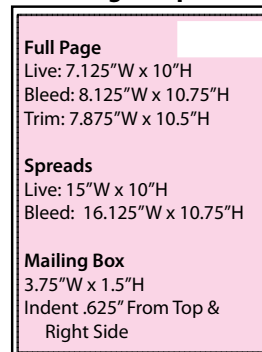 Full Page
Live: 7.125”W x 10”H
Bleed: 8.125”W x 10.75”H
Trim: 7.875”W x 10.5”H
Spreads
Live: 15”W x 10”H
Bleed:  16.125”W x 10.75”H
Mailing Box
3.75”W x 1.5”H
Indent .625” From Top &
Right Side